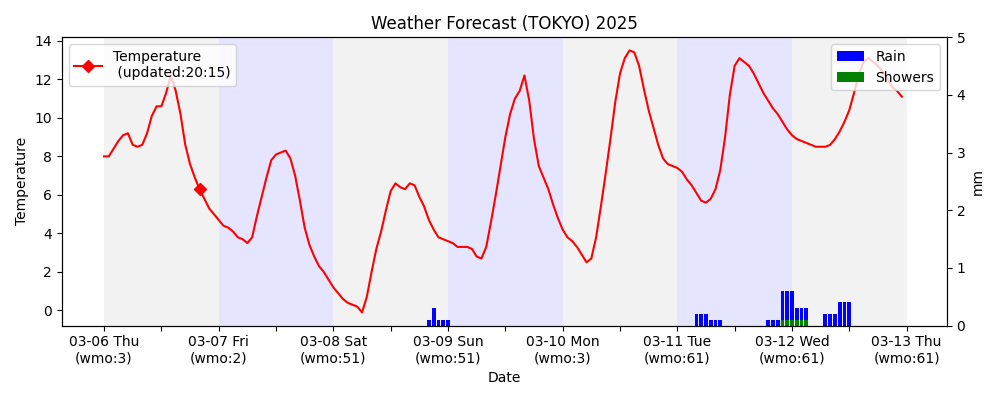 Weather Forecast (TOKYO) 2025
Temperature
(updated:20:15)
Rain
Showers
14
12
10
8
6
4
2
0
Temperature
5
4
3
2
1
0
mm
03-06 Thu
(wmo:3)
03-07 Fri
(wmo:2)
03-08 Sat
(wmo:51)
03-09 Sun
(wmo:51)
03-10 Mon
(wmo:3)
03-11 Tue
(wmo:61)
03-12 Wed
(wmo:61)
03-13 Thu
(wmo:61)
Date